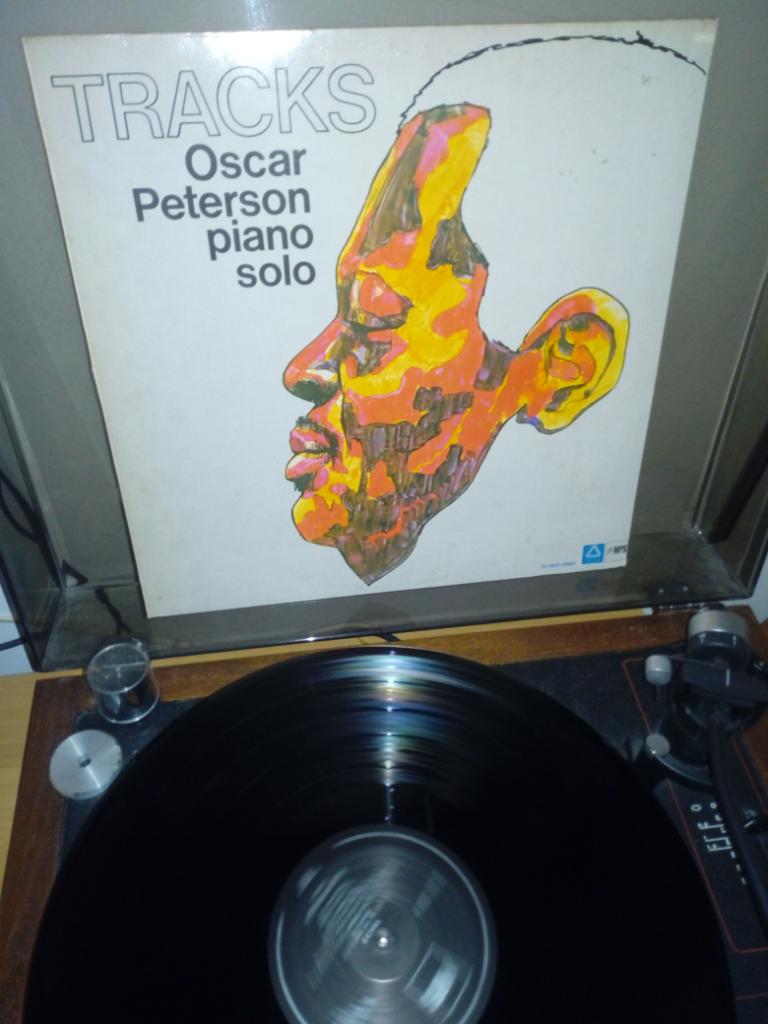 TRACKS
Oscar
Peterson
piano
solo
MPS